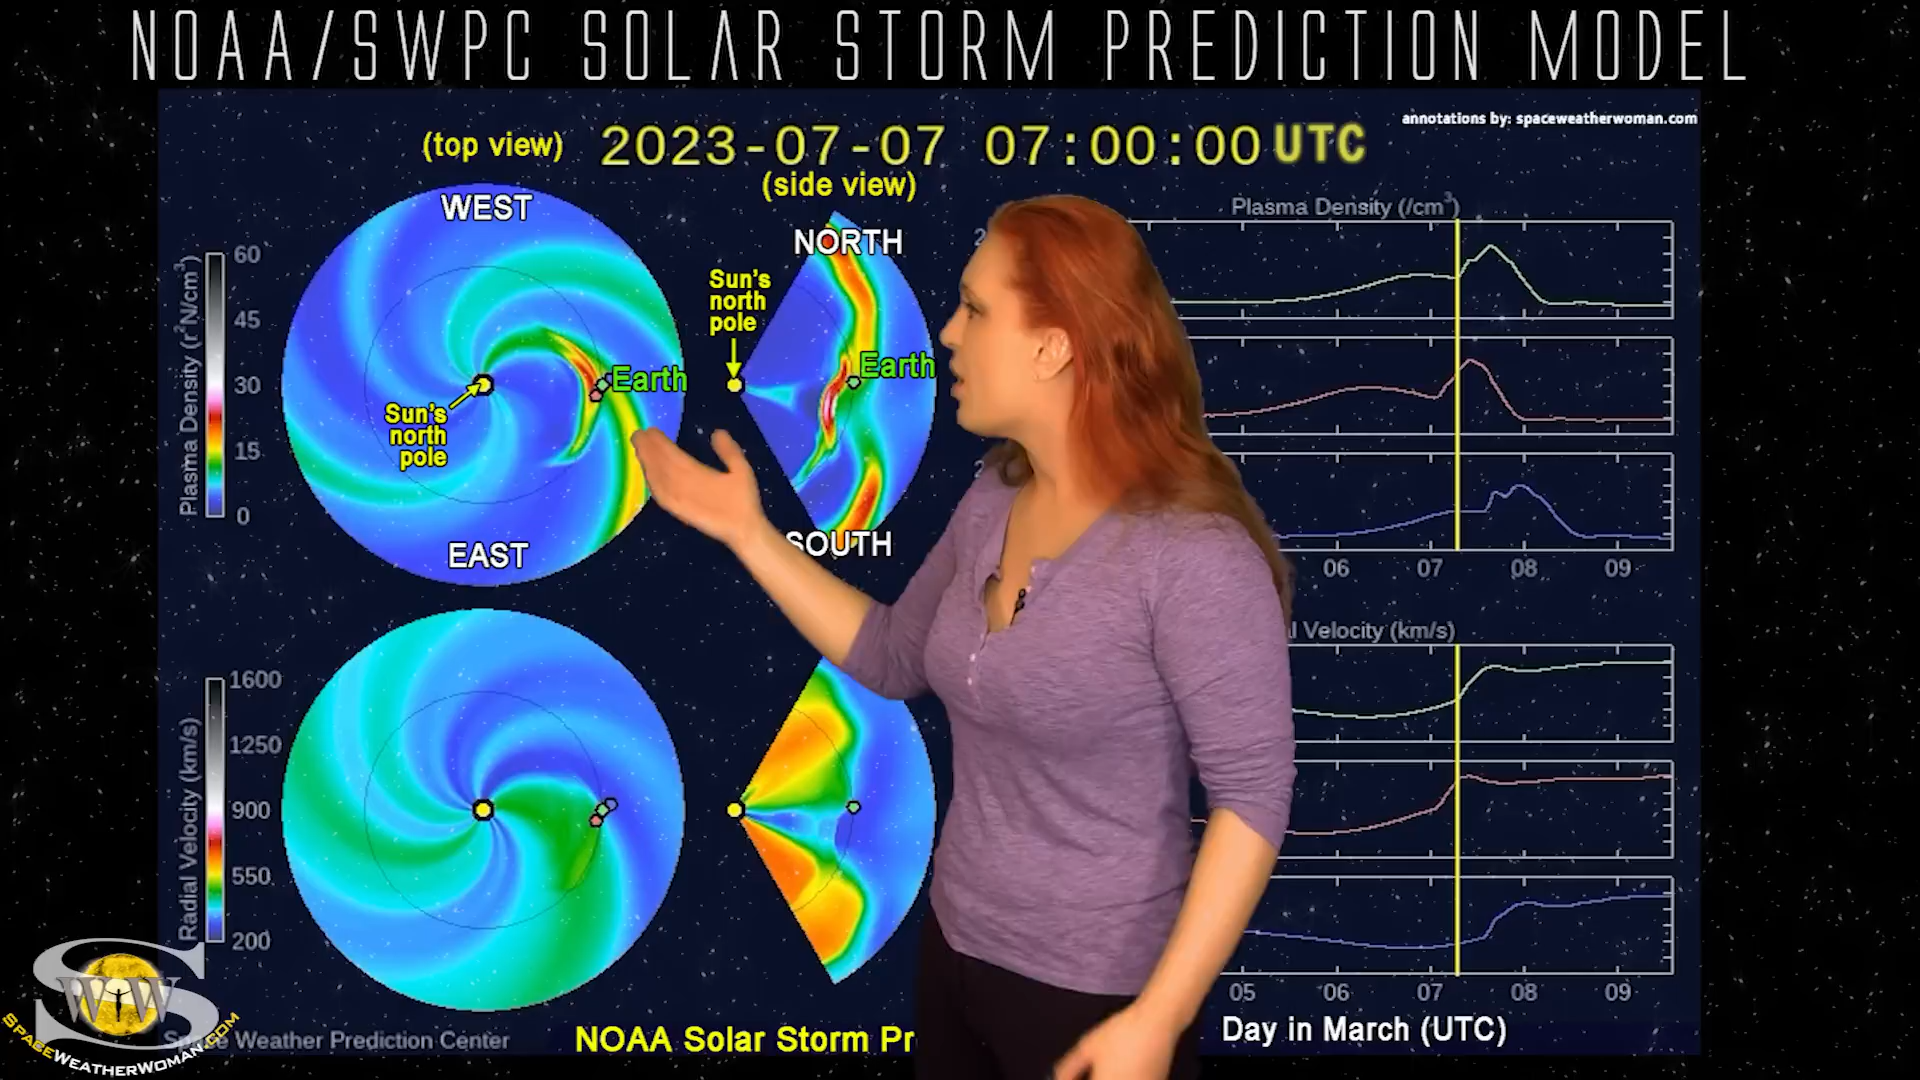 NOAA/SWPC SOLAR STORM PREDICTION MODEL
annotations by: spaceweatherwoman.com
(top view)
2023-07-07 07:00:00 UTC
(side view)
WEST
NORTH
Sun's
north
pole
Earth
Earth
Sun's
north
pole
EAST
SOUTH
Plasma Density (r²N/cm³)
60
45
30
15
0
Plasma Density (/cm³)
2
2
06 07 08 09
Radial Velocity (km/s)
1600
1250
900
550
200
l Velocity (km/s)
05 06 07 08 09
Day in March (UTC)
Weather Prediction Center
NOAA Solar Storm Pr
SWW
SPACEWEATHERWOMAN.COM